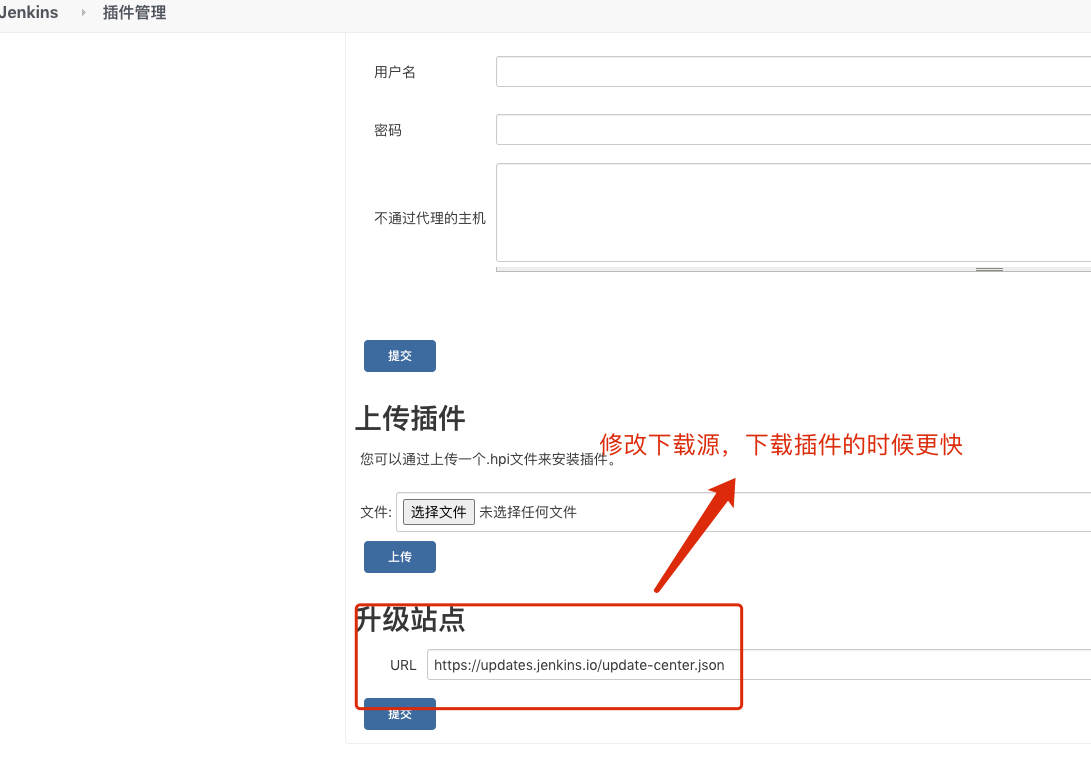 Jenkins 插件管理
用户名
密码
不通过代理的主机
提交
上传插件
修改下载源，下载插件的时候更快
您可以通过上传一个.hpi文件来安装插件。
文件: 选择文件 未选择任何文件
上传
升级站点
URL https://updates.jenkins.io/update-center.json
提交